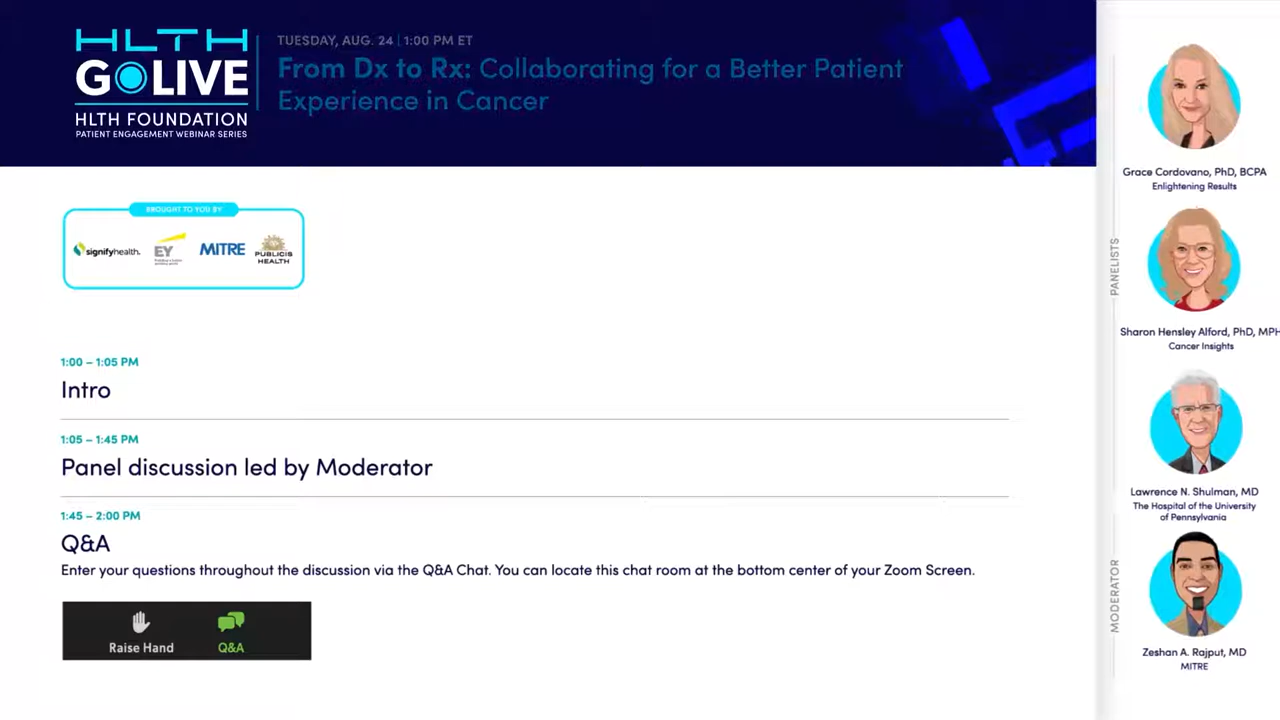 HLTH
GOLIVE
HLTH FOUNDATION
PATIENT ENGAGEMENT WEBINAR SERIES
TUESDAY, AUG. 24 | 1:00 PM ET
From Dx to Rx: Collaborating for a Better Patient
Experience in Cancer
BROUGHT TO YOU BY
signifyhealth.
EY
MITRE
PUBLICIS
HEALTH
1:00 – 1:05 PM
Intro
1:05 – 1:45 PM
Panel discussion led by Moderator
1:45 – 2:00 PM
Q&A
Enter your questions throughout the discussion via the Q&A Chat. You can locate this chat room at the bottom center of your Zoom Screen.
Raise Hand
Q&A
PANELISTS
Grace Cordovano, PhD, BCPA
Enlightening Results
Sharon Hensley Alford, PhD, MPH
Cancer Insights
Lawrence N. Shulman, MD
The Hospital of the University
of Pennsylvania
MODERATOR
Zeshan A. Rajput, MD
MITRE